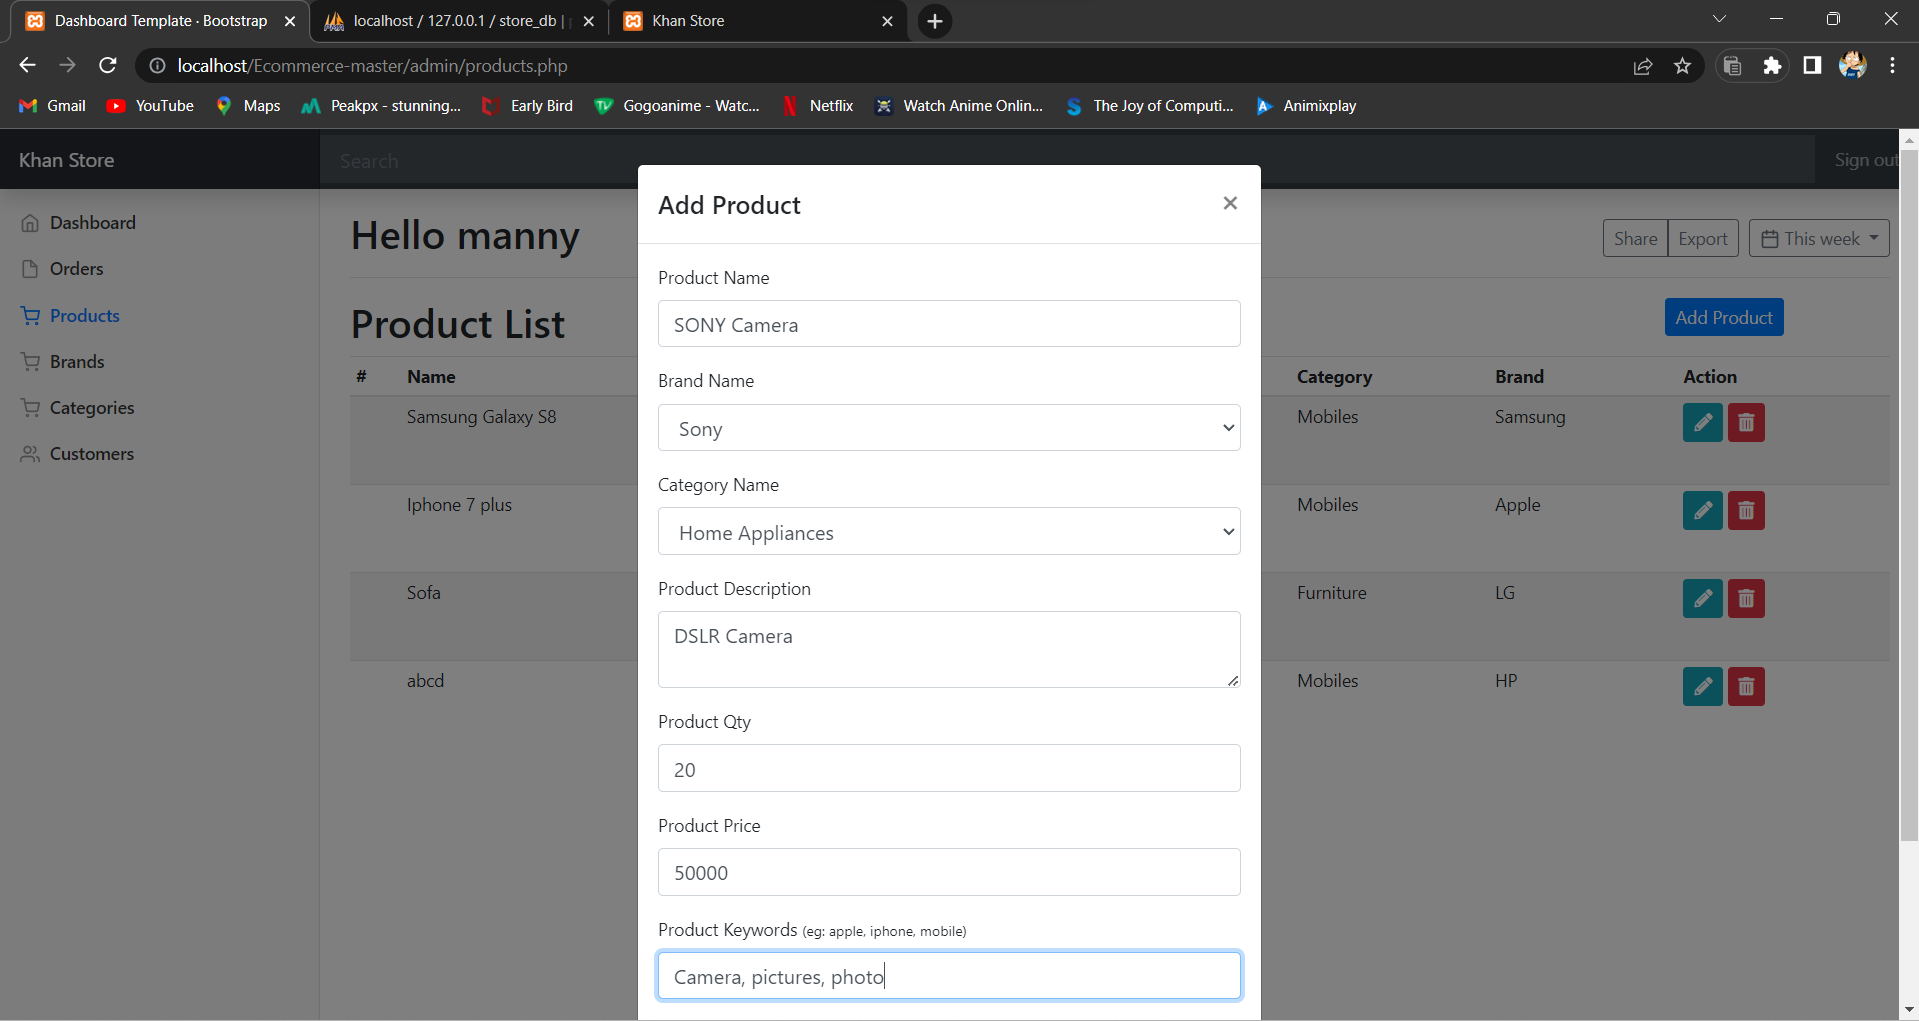 Dashboard Template · Bootstrap
localhost / 127.0.0.1 / store_db |
Khan Store
localhost/Ecommerce-master/admin/products.php
Gmail
YouTube
Maps
Peakpx - stunning...
Early Bird
Gogoanime - Watc...
Netflix
Watch Anime Onlin...
The Joy of Computi...
Animixplay
Khan Store
Search
Sign out
Dashboard
Orders
Products
Brands
Categories
Customers
Hello manny
Share
Export
This week
Product List
Add Product
# Name Category Brand Action
Samsung Galaxy S8 Mobiles Samsung
Iphone 7 plus Mobiles Apple
Sofa Furniture LG
abcd Mobiles HP
Add Product
×
Product Name
SONY Camera
Brand Name
Sony
Category Name
Home Appliances
Product Description
DSLR Camera
Product Qty
20
Product Price
50000
Product Keywords (eg: apple, iphone, mobile)
Camera, pictures, photo